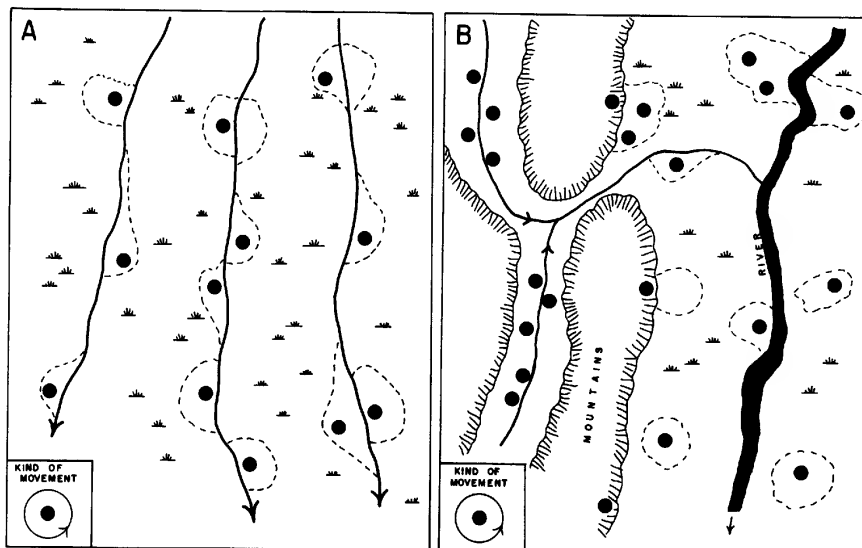 A
KIND OF
MOVEMENT
B
RIVER
MOUNTAINS
KIND OF
MOVEMENT